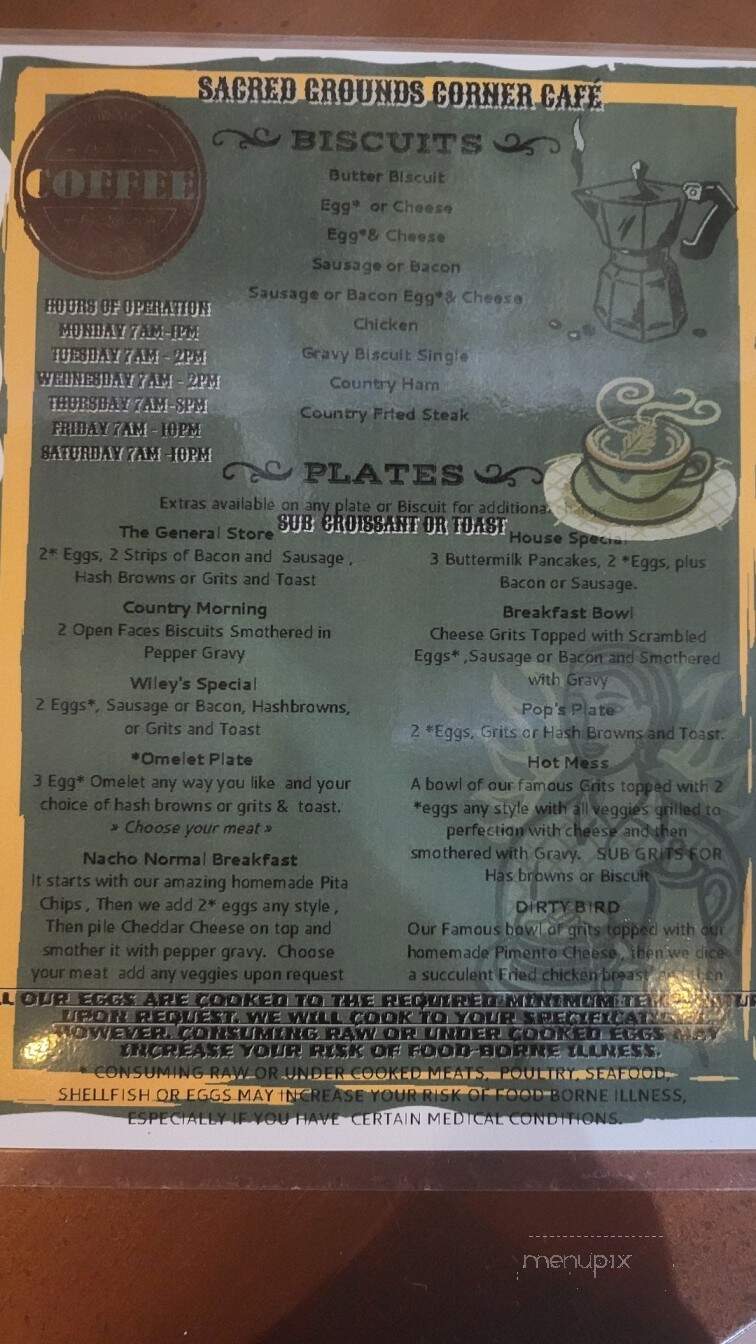 SACRED GROUNDS CORNER CAFÉ
BISCUITS
COFFEE
Butter Biscuit
Egg* or Cheese
Egg*& Cheese
Sausage or Bacon
Sausage or Bacon Egg*& Cheese
Chicken
Gravy Biscuit Single
Country Ham
Country Fried Steak
HOURS OF OPERATION
MONDAY 7AM-1PM
TUESDAY 7AM - 2PM
WEDNESDAY 7AM - 2PM
THURSDAY 7AM-8PM
FRIDAY 7AM - 10PM
SATURDAY 7AM -10PM
PLATES
Extras available on any plate or Biscuit for additional
SUB CROISSANT OR TOAST
The General Store
2* Eggs, 2 Strips of Bacon and Sausage ,
Hash Browns or Grits and Toast
Country Morning
2 Open Faces Biscuits Smothered in
Pepper Gravy
Wiley's Special
2 Eggs*, Sausage or Bacon, Hashbrowns,
or Grits and Toast
*Omelet Plate
3 Egg* Omelet any way you like and your
choice of hash browns or grits & toast.
» Choose your meat »
Nacho Normal Breakfast
It starts with our amazing homemade Pita
Chips , Then we add 2* eggs any style ,
Then pile Cheddar Cheese on top and
smother it with pepper gravy. Choose
your meat add any veggies upon request
House Special
3 Buttermilk Pancakes, 2 *Eggs, plus
Bacon or Sausage.
Breakfast Bowl
Cheese Grits Topped with Scrambled
Eggs* ,Sausage or Bacon and Smothered
with Gravy
Pop's Plate
2 *Eggs, Grits or Hash Browns and Toast.
Hot Mess
A bowl of our famous Grits topped with 2
*eggs any style with all veggies grilled to
perfection with cheese and then
smothered with Gravy. SUB GRITS FOR
Has browns or Biscuit
DIRTY BIRD
Our Famous bowl of grits topped with our
homemade Pimento Cheese , then we dice
a succulent Fried chicken breast and then
L OUR EGGS ARE COOKED TO THE REQUIRED MINIMUM
UPON REQUEST. WE WILL COOK TO YOUR
HOWEVER. CONSUMING RAW OR UNDER COOKED EGGS MAY
INCREASE YOUR RISK OF FOOD-BORNE ILLNESS.
* CONSUMING RAW OR UNDER COOKED MEATS, POULTRY, SEAFOOD,
SHELLFISH OR EGGS MAY INCREASE YOUR RISK OF FOOD BORNE ILLNESS,
ESPECIALLY IF YOU HAVE CERTAIN MEDICAL CONDITIONS.
menupix